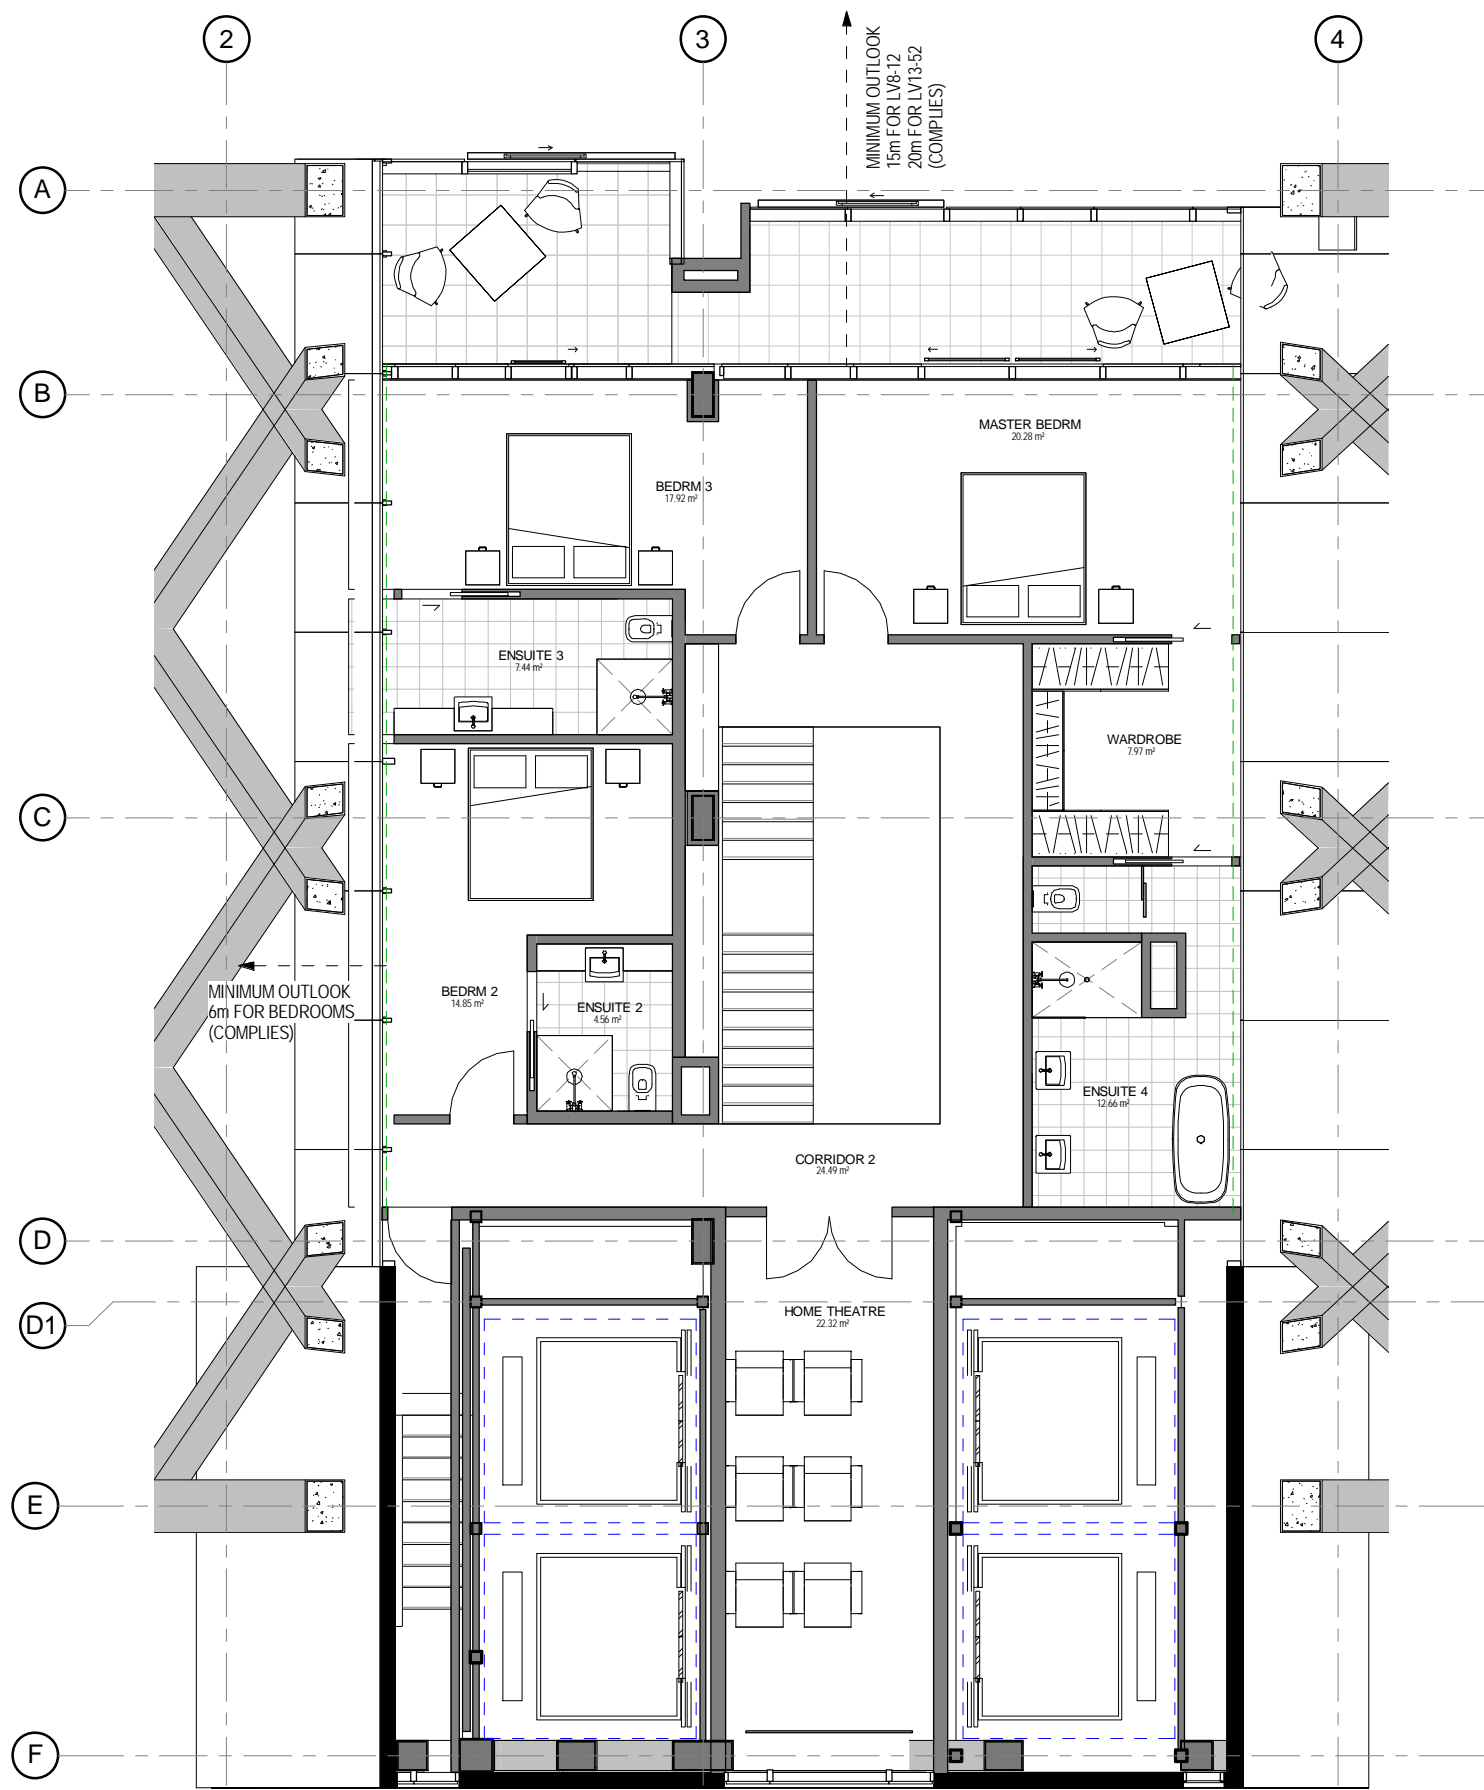 2
3
4
MINIMUM OUTLOOK
15m FOR LV8-12
20m FOR LV13-52
(COMPLIES)
A
B
MASTER BEDRM
20.28 m²
BEDRM 3
17.92 m²
ENSUITE 3
7.44 m²
WARDROBE
7.97 m²
C
MINIMUM OUTLOOK
6m FOR BEDROOMS
(COMPLIES)
BEDRM 2
14.85 m²
ENSUITE 2
4.56 m²
ENSUITE 4
12.66 m²
CORRIDOR 2
24.49 m²
D
D1
HOME THEATRE
22.32 m²
E
F